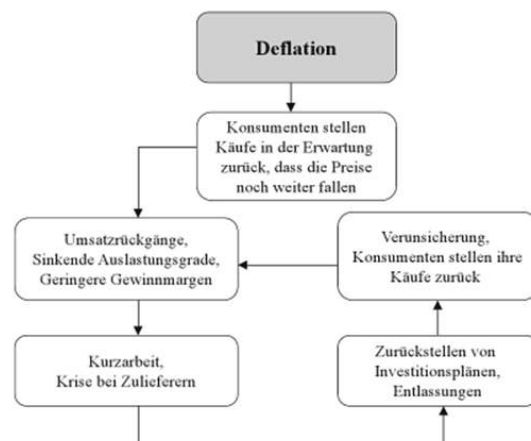 Deflation
Konsumenten stellen
Käufe in der Erwartung
zurück, dass die Preise
noch weiter fallen
Umsatzrückgänge,
Sinkende Auslastungsgrade,
Geringere Gewinnmargen
Verunsicherung,
Konsumenten stellen ihre
Käufe zurück
Kurzarbeit,
Krise bei Zulieferern
Zurückstellen von
Investitionsplänen,
Entlassungen